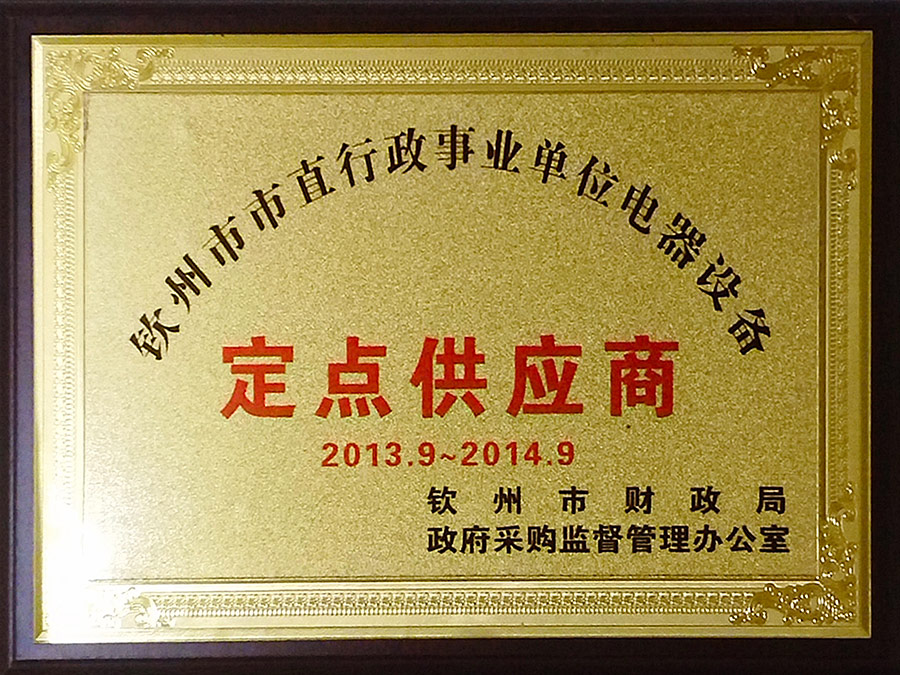 钦州市市直行政事业单位电器设备
定点供应商
2013.9~2014.9
钦州市财政局
政府采购监督管理办公室